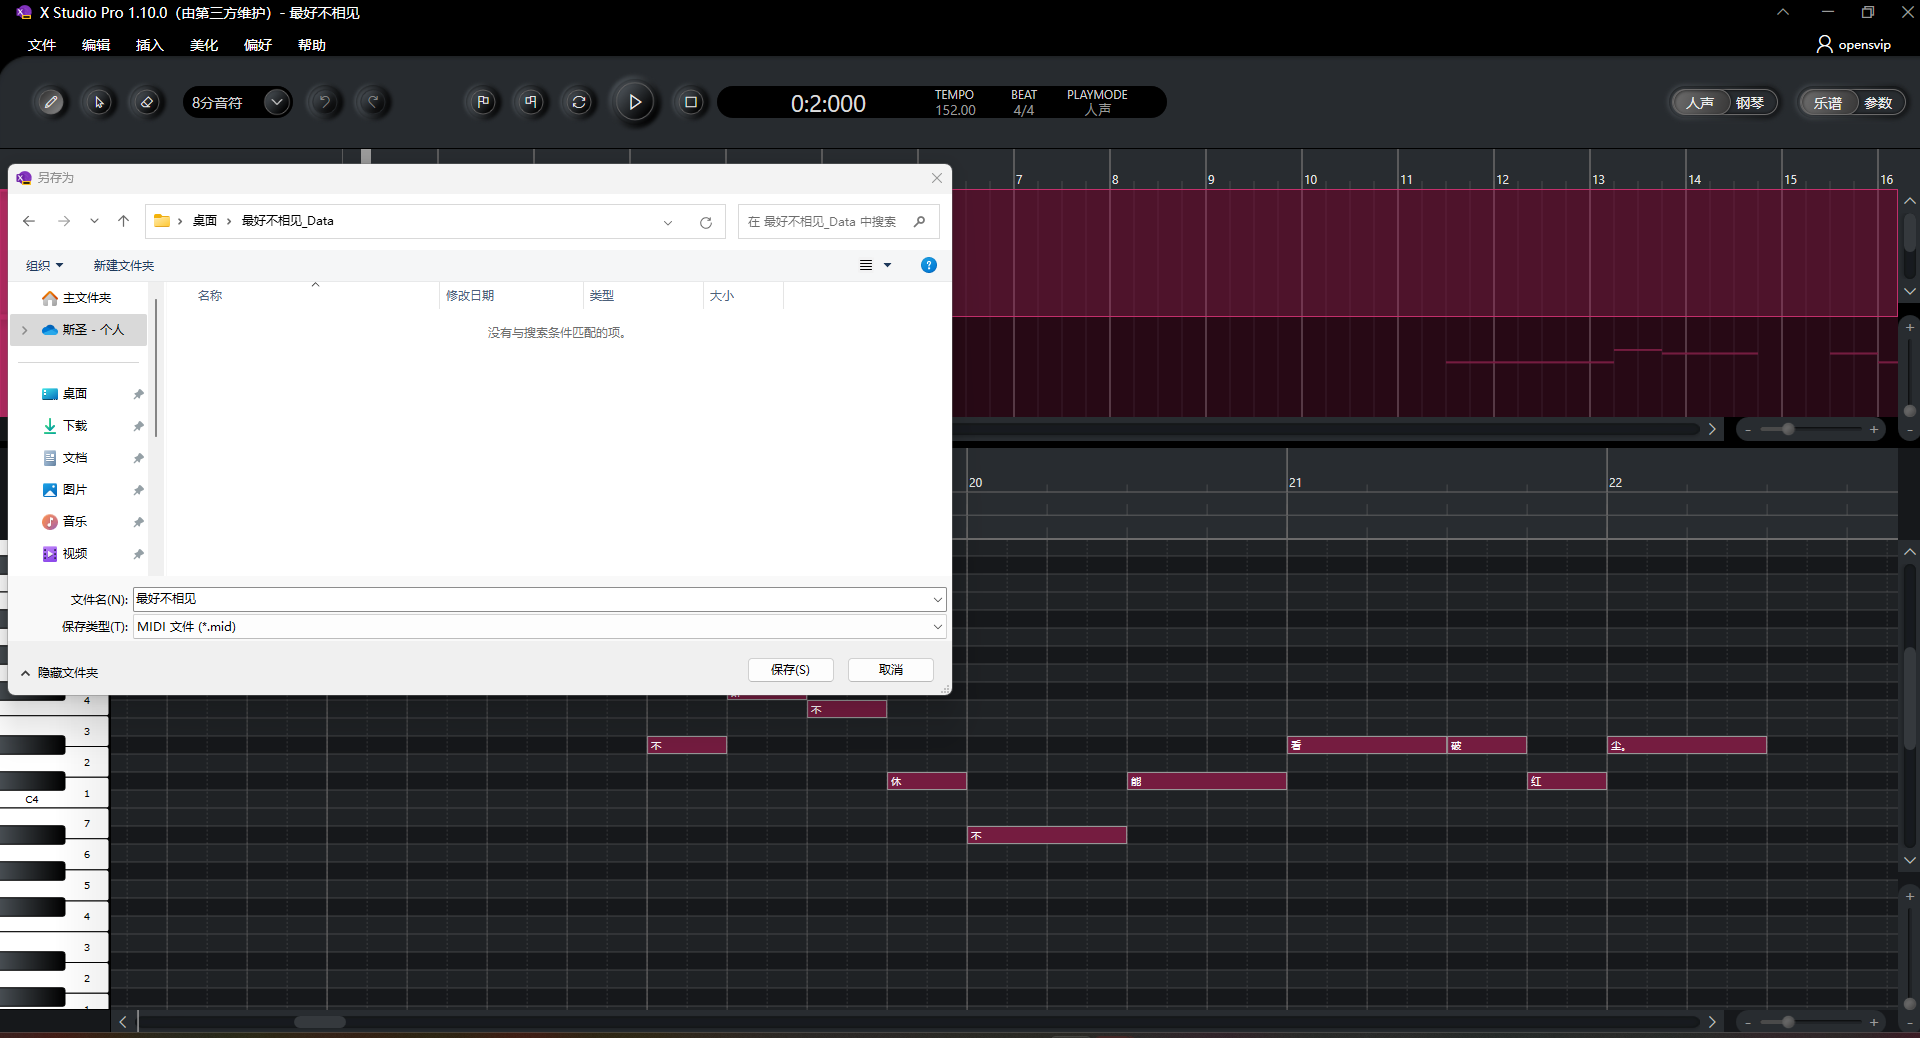 X Studio Pro 1.10.0（由第三方维护）- 最好不相见
文件 编辑 插入 美化 偏好 帮助
opensvip
8分音符
0:2:000
TEMPO
152.00
BEAT
4/4
PLAYMODE
人声
人声 钢琴
乐谱 参数
7 8 9 10 11 12 13 14 15 16
另存为
桌面 › 最好不相见_Data
在 最好不相见_Data 中搜索
组织
新建文件夹
名称
修改日期
类型
大小
没有与搜索条件匹配的项。
主文件夹
斯圣 - 个人
桌面
下载
文档
图片
音乐
视频
文件名(N):
最好不相见
保存类型(T):
MIDI 文件 (*.mid)
隐藏文件夹
保存(S)
取消
20 21 22
4
3
2
1
C4
7
6
5
4
3
2
不
不
休
不
能
看
破
红
尘。